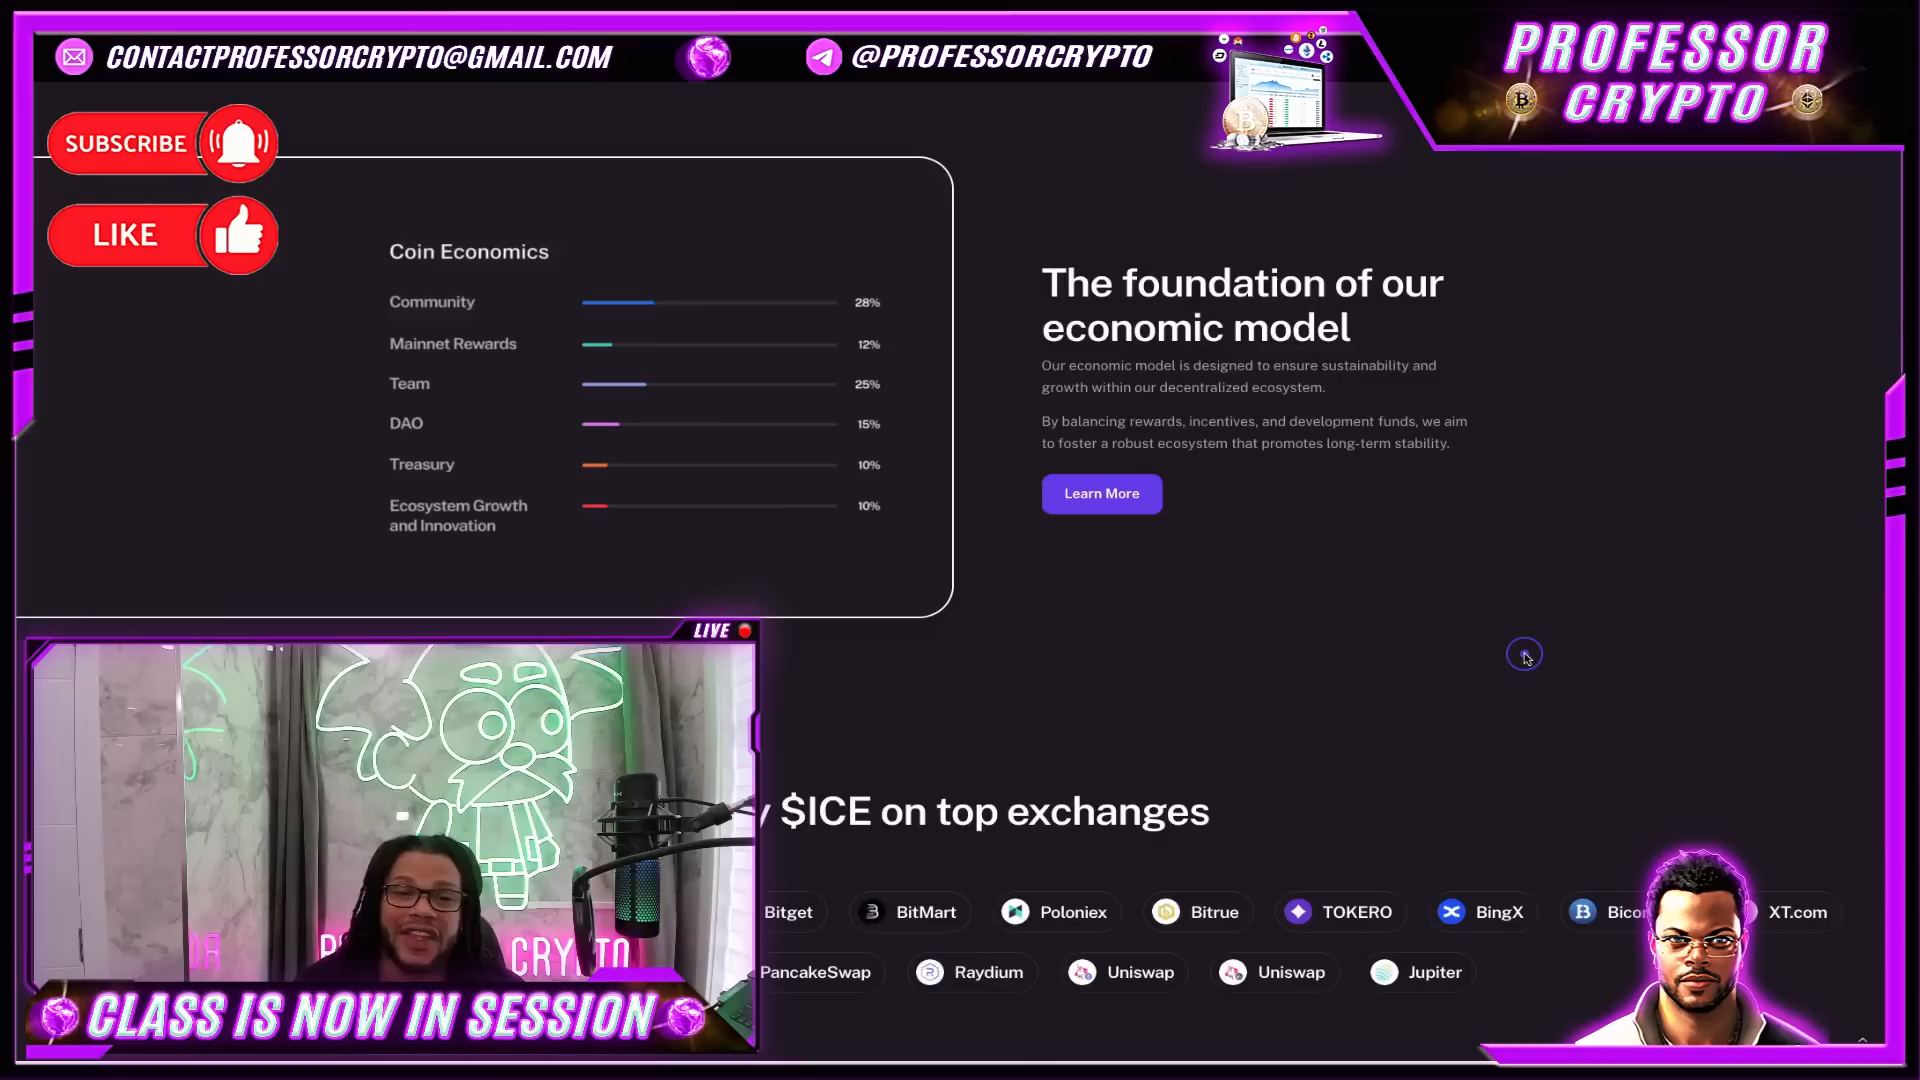 CONTACTPROFESSORCRYPTO@GMAIL.COM
@PROFESSORCRYPTO
PROFESSOR
CRYPTO
SUBSCRIBE
LIKE
Coin Economics
Community 28%
Mainnet Rewards 12%
Team 25%
DAO 15%
Treasury 10%
Ecosystem Growth 10%
and Innovation
The foundation of our
economic model
Our economic model is designed to ensure sustainability and
growth within our decentralized ecosystem.
By balancing rewards, incentives, and development funds, we aim
to foster a robust ecosystem that promotes long-term stability.
Learn More
LIVE
$ICE on top exchanges
Bitget BitMart Poloniex Bitrue TOKERO BingX XT.com
PancakeSwap Raydium Uniswap Uniswap Jupiter
CRYPTO
CLASS IS NOW IN SESSION